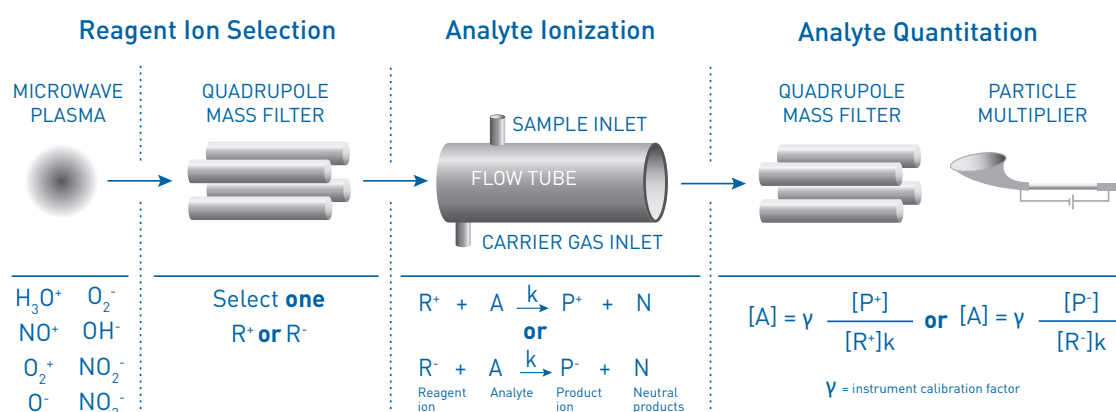 Reagent Ion Selection
Analyte Ionization
Analyte Quantitation
MICROWAVE
PLASMA
QUADRUPOLE
MASS FILTER
SAMPLE INLET
FLOW TUBE
CARRIER GAS INLET
QUADRUPOLE
MASS FILTER
PARTICLE
MULTIPLIER
H₃O⁺ O₂⁻
NO⁺ OH⁻
O₂⁺ NO₂⁻
O⁻ NO₃⁻
Select one
R⁺ or R⁻
R⁺ + A k→ P⁺ + N
or
R⁻ + A k→ P⁻ + N
Reagent ion
Analyte
Product ion
Neutral products
[A] = γ [P⁺] / [R⁺]k or [A] = γ [P⁻] / [R⁻]k
γ = instrument calibration factor